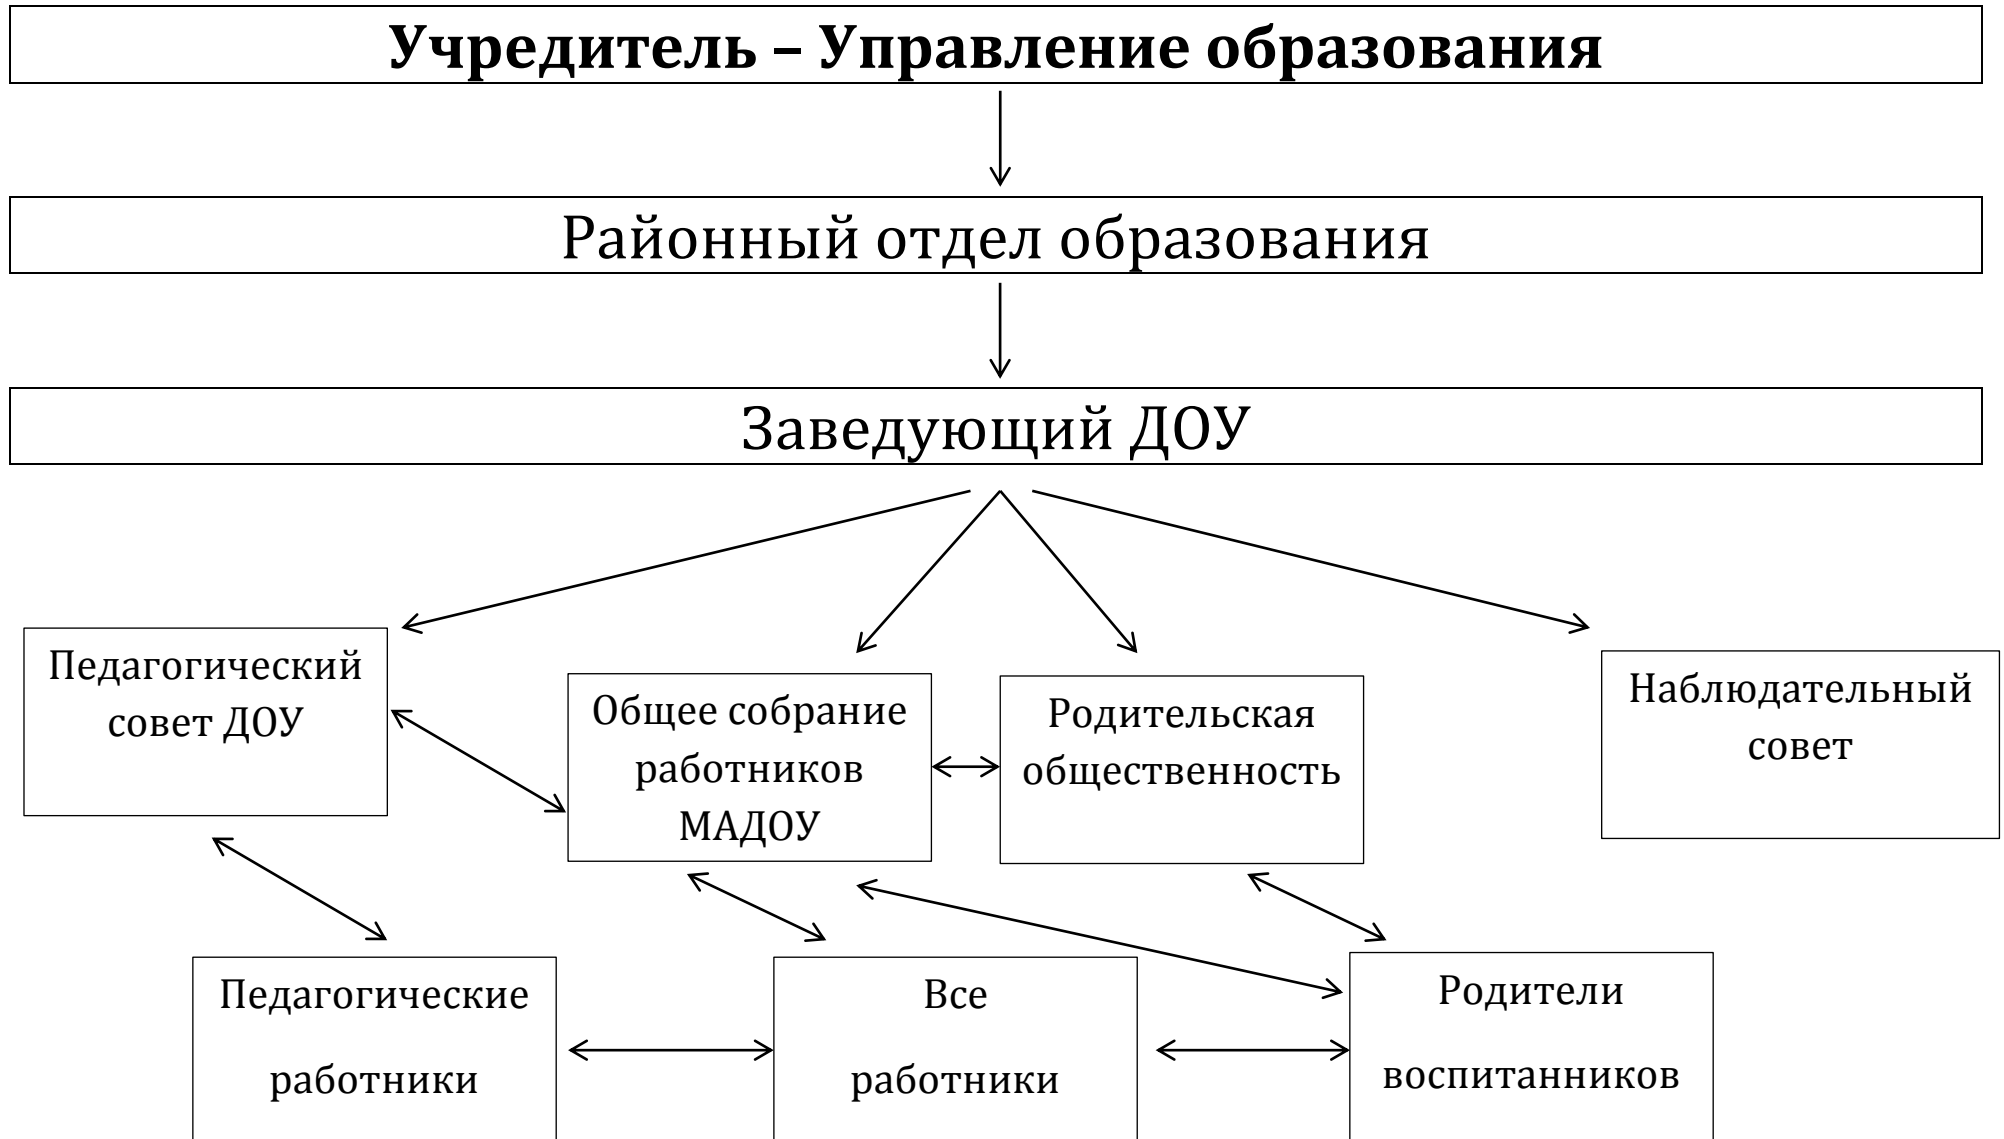 Учредитель – Управление образования
Районный отдел образования
Заведующий ДОУ
Педагогический
совет ДОУ
Общее собрание
работников
МАДОУ
Родительская
общественность
Наблюдательный
совет
Педагогические
работники
Все
работники
Родители
воспитанников